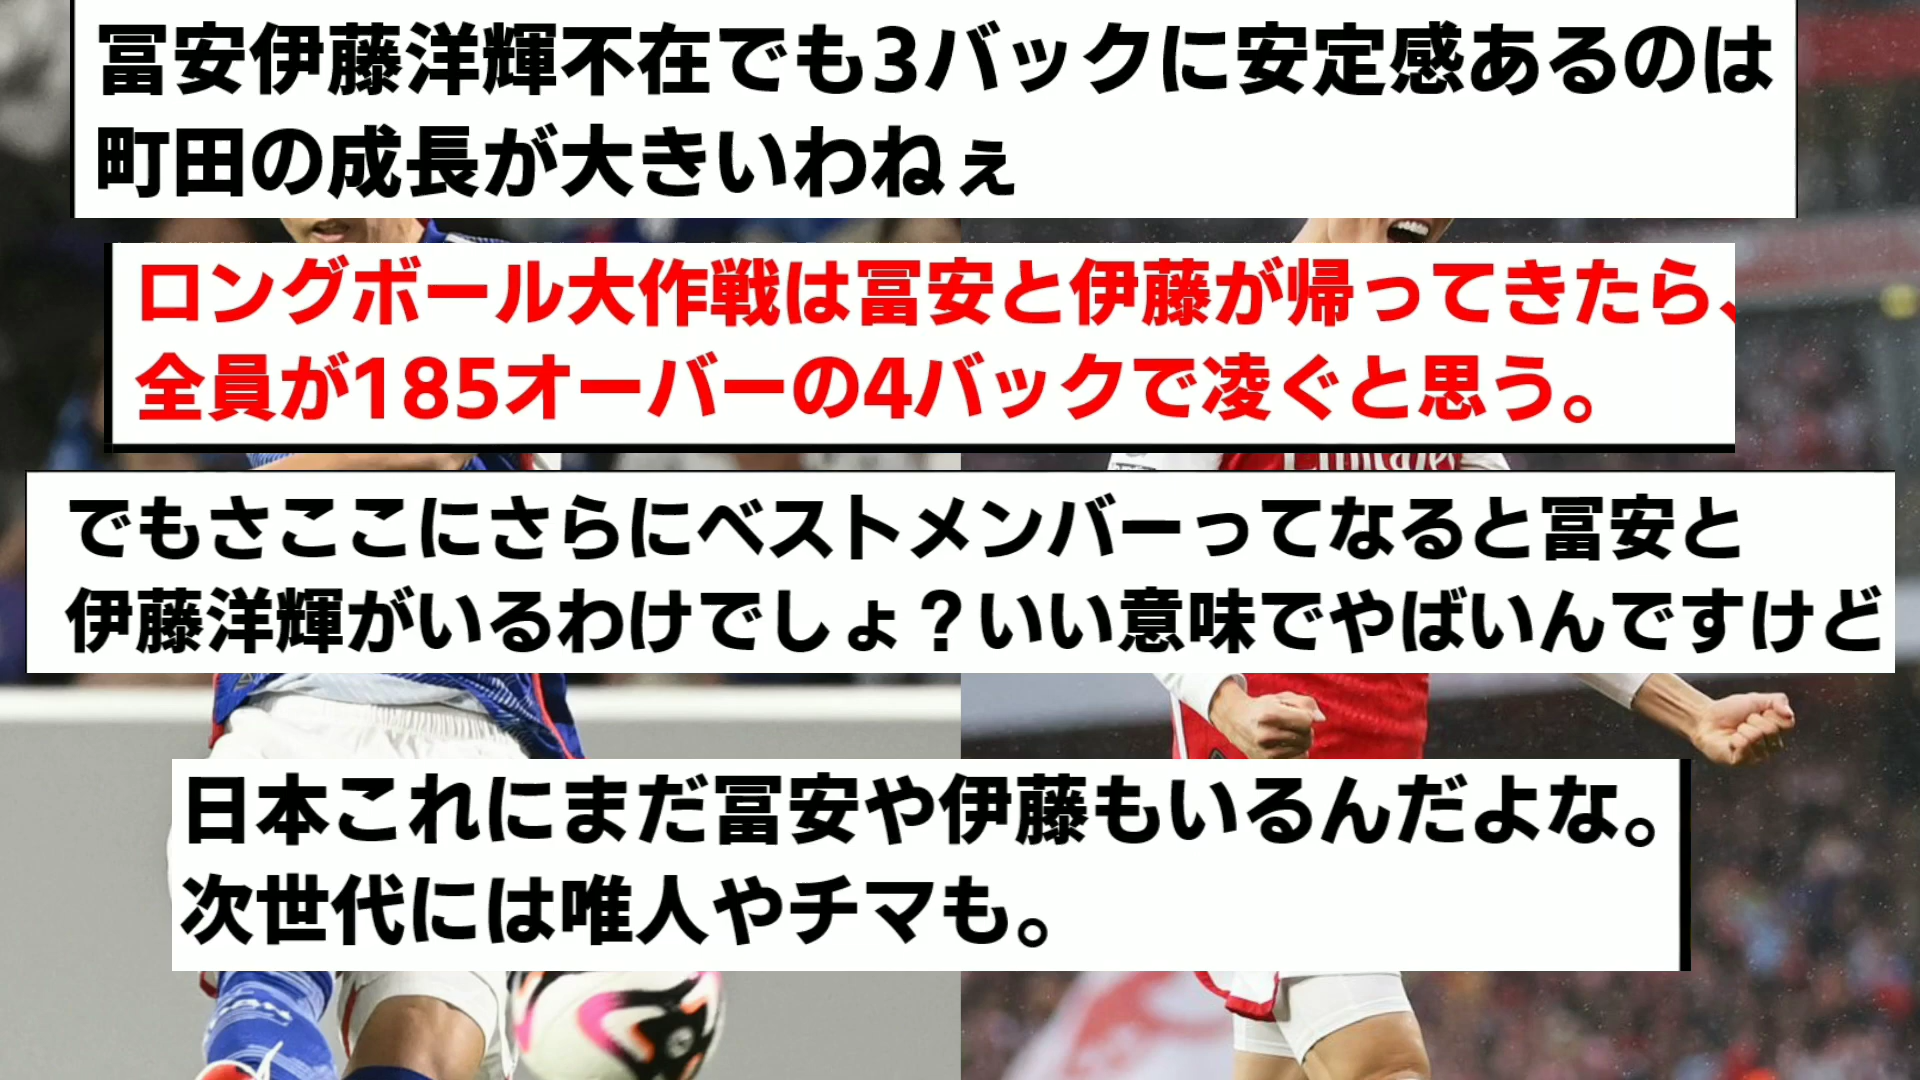 冨安伊藤洋輝不在でも3バックに安定感あるのは
町田の成長が大きいわねぇ
ロングボール大作戦は冨安と伊藤が帰ってきたら、
全員が185オーバーの4バックで凌ぐと思う。
でもさここにさらにベストメンバーってなると冨安と
伊藤洋輝がいるわけでしょ？いい意味でやばいんですけど
日本これにまだ冨安や伊藤もいるんだよな。
次世代には唯人やチマも。